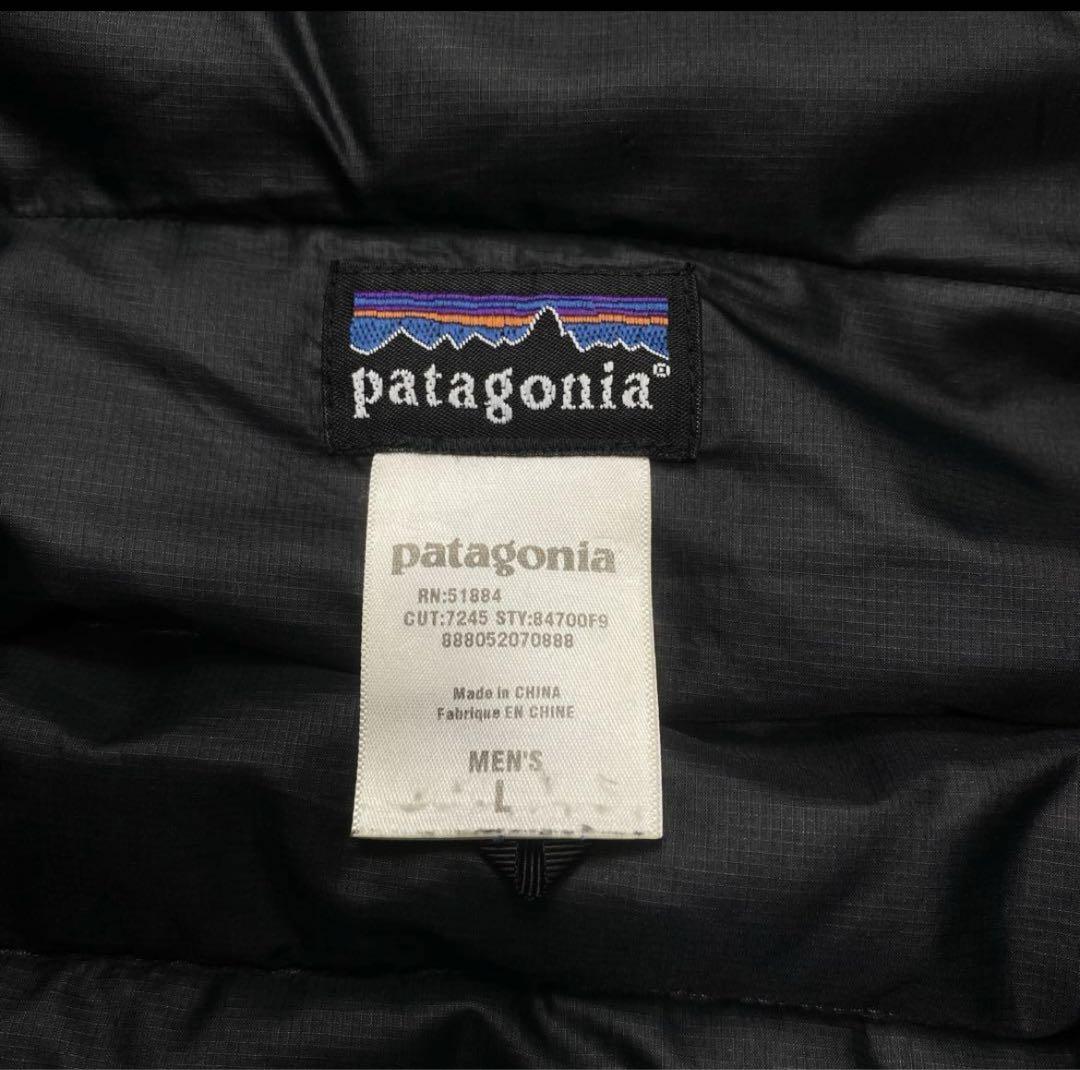 patagonia®
patagonia
RN:51884
CUT:7245 STY:84700F9
888052070888
Made in CHINA
Fabrique EN CHINE
MEN'S
L